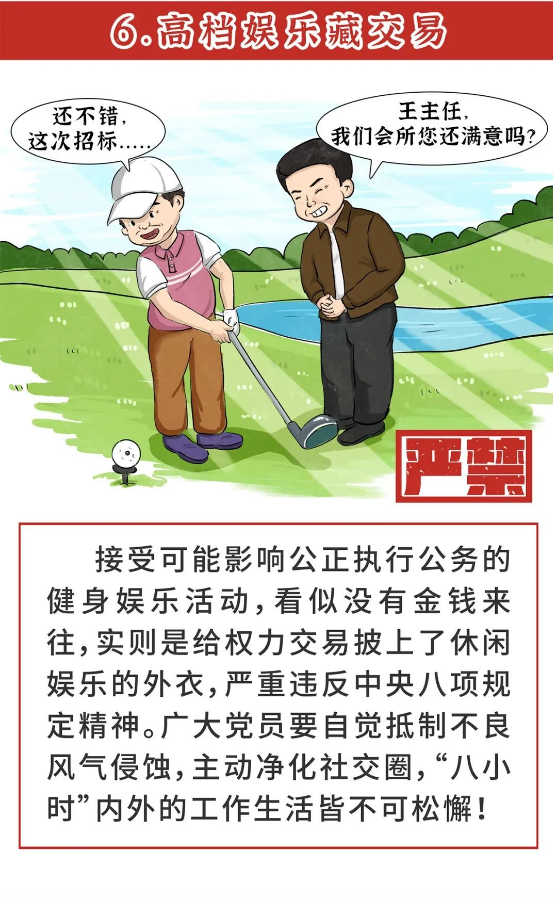 6.高档娱乐藏交易
还不错,
这次招标.....
王主任,
我们会所您还满意吗?
严禁
接受可能影响公正执行公务的
健身娱乐活动,看似没有金钱来
往,实则是给权力交易披上了休闲
娱乐的外衣,严重违反中央八项规
定精神。广大党员要自觉抵制不良
风气侵蚀,主动净化社交圈,“八小
时”内外的工作生活皆不可松懈!